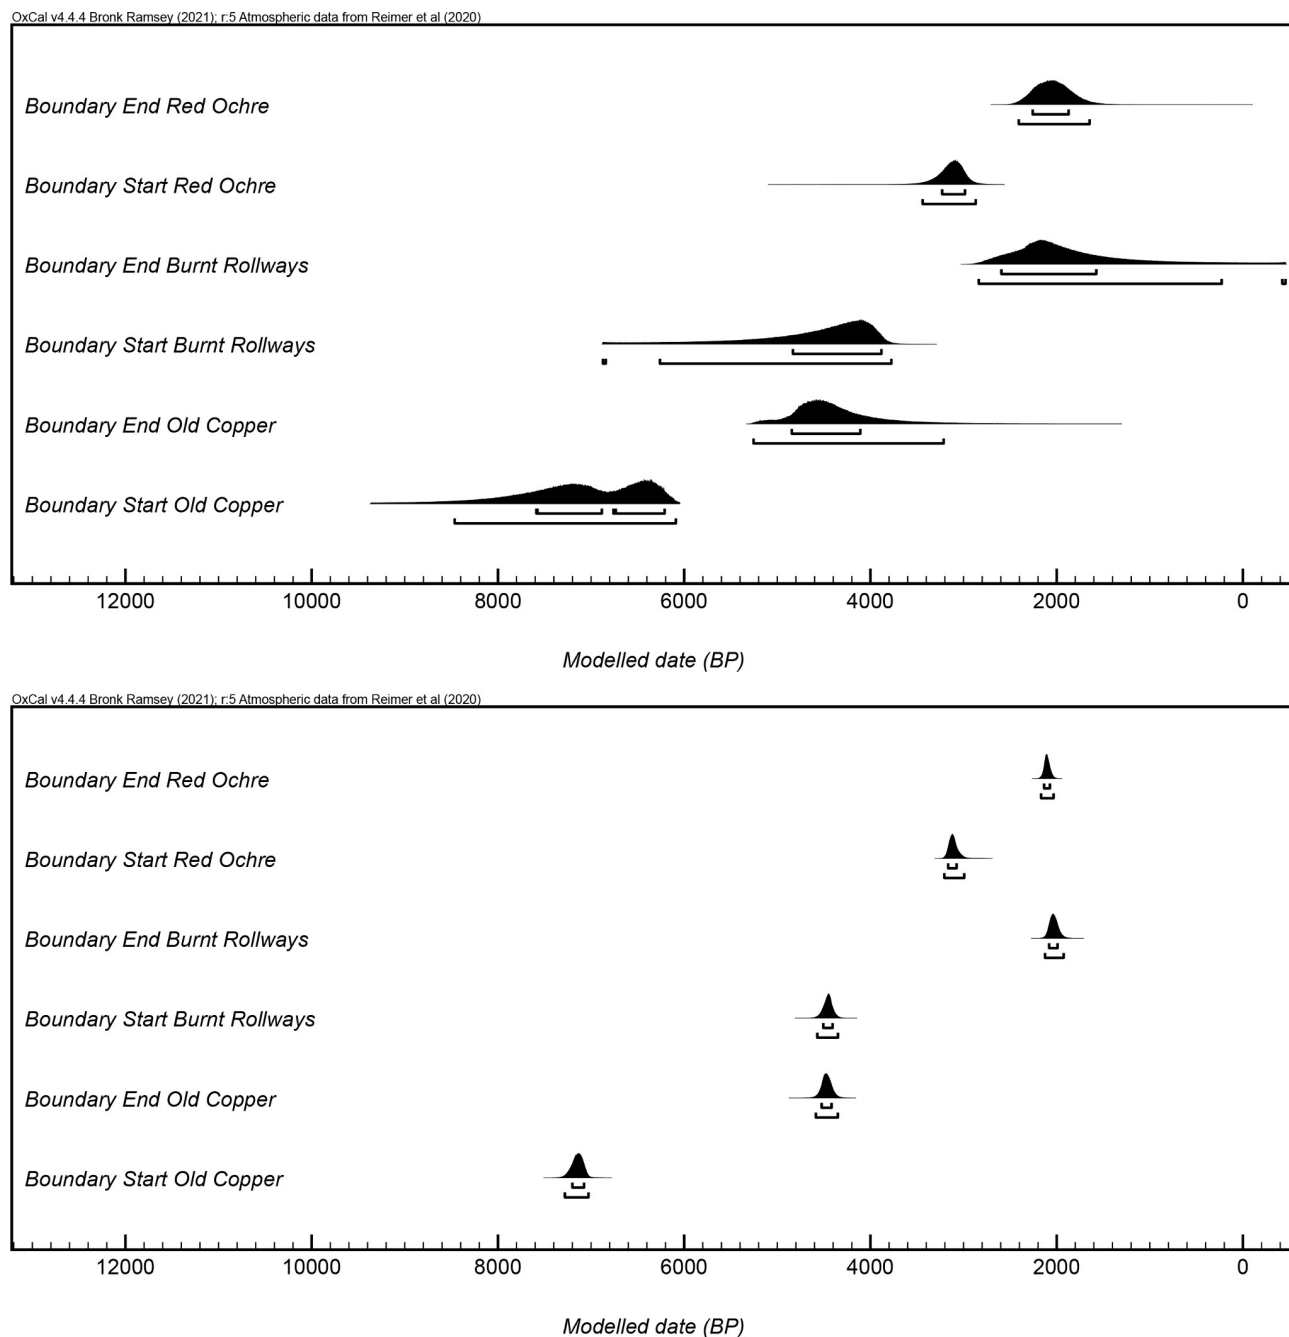 OxCal v4.4.4 Bronk Ramsey (2021); r:5 Atmospheric data from Reimer et al (2020)
Boundary End Red Ochre
Boundary Start Red Ochre
Boundary End Burnt Rollways
Boundary Start Burnt Rollways
Boundary End Old Copper
Boundary Start Old Copper
12000 10000 8000 6000 4000 2000 0
Modelled date (BP)
OxCal v4.4.4 Bronk Ramsey (2021); r:5 Atmospheric data from Reimer et al (2020)
Boundary End Red Ochre
Boundary Start Red Ochre
Boundary End Burnt Rollways
Boundary Start Burnt Rollways
Boundary End Old Copper
Boundary Start Old Copper
12000 10000 8000 6000 4000 2000 0
Modelled date (BP)